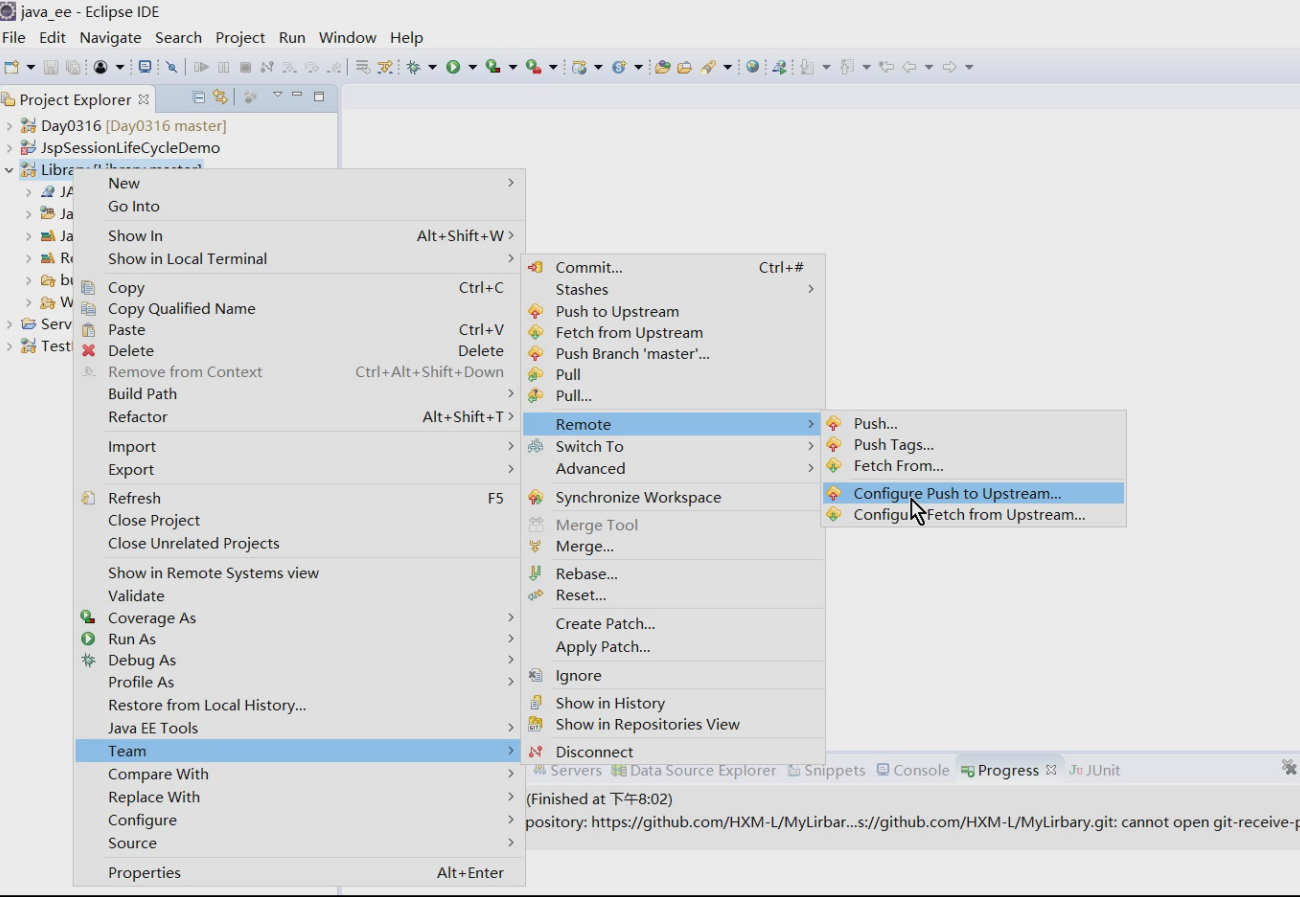 java_ee - Eclipse IDE
File Edit Navigate Search Project Run Window Help
Project Explorer
Day0316 [Day0316 master]
JspSessionLifeCycleDemo
Library [Library master]
JA
Ja
Ja
Re
bu
W
Serv
Test
New
Go Into
Show In Alt+Shift+W
Show in Local Terminal
Copy Ctrl+C
Copy Qualified Name
Paste Ctrl+V
Delete Delete
Remove from Context Ctrl+Alt+Shift+Down
Build Path
Refactor Alt+Shift+T
Import
Export
Refresh F5
Close Project
Close Unrelated Projects
Show in Remote Systems view
Validate
Coverage As
Run As
Debug As
Profile As
Restore from Local History...
Java EE Tools
Team
Compare With
Replace With
Configure
Source
Properties Alt+Enter
Commit... Ctrl+#
Stashes
Push to Upstream
Fetch from Upstream
Push Branch 'master'...
Pull
Pull...
Remote
Switch To
Advanced
Synchronize Workspace
Merge Tool
Merge...
Rebase...
Reset...
Create Patch...
Apply Patch...
Ignore
Show in History
Show in Repositories View
Disconnect
Push...
Push Tags...
Fetch From...
Configure Push to Upstream...
Configure Fetch from Upstream...
Servers Data Source Explorer Snippets Console Progress JUnit
(Finished at 下午8:02)
pository: https://github.com/HXM-L/MyLirbar...s://github.com/HXM-L/MyLirbary.git: cannot open git-receive-p